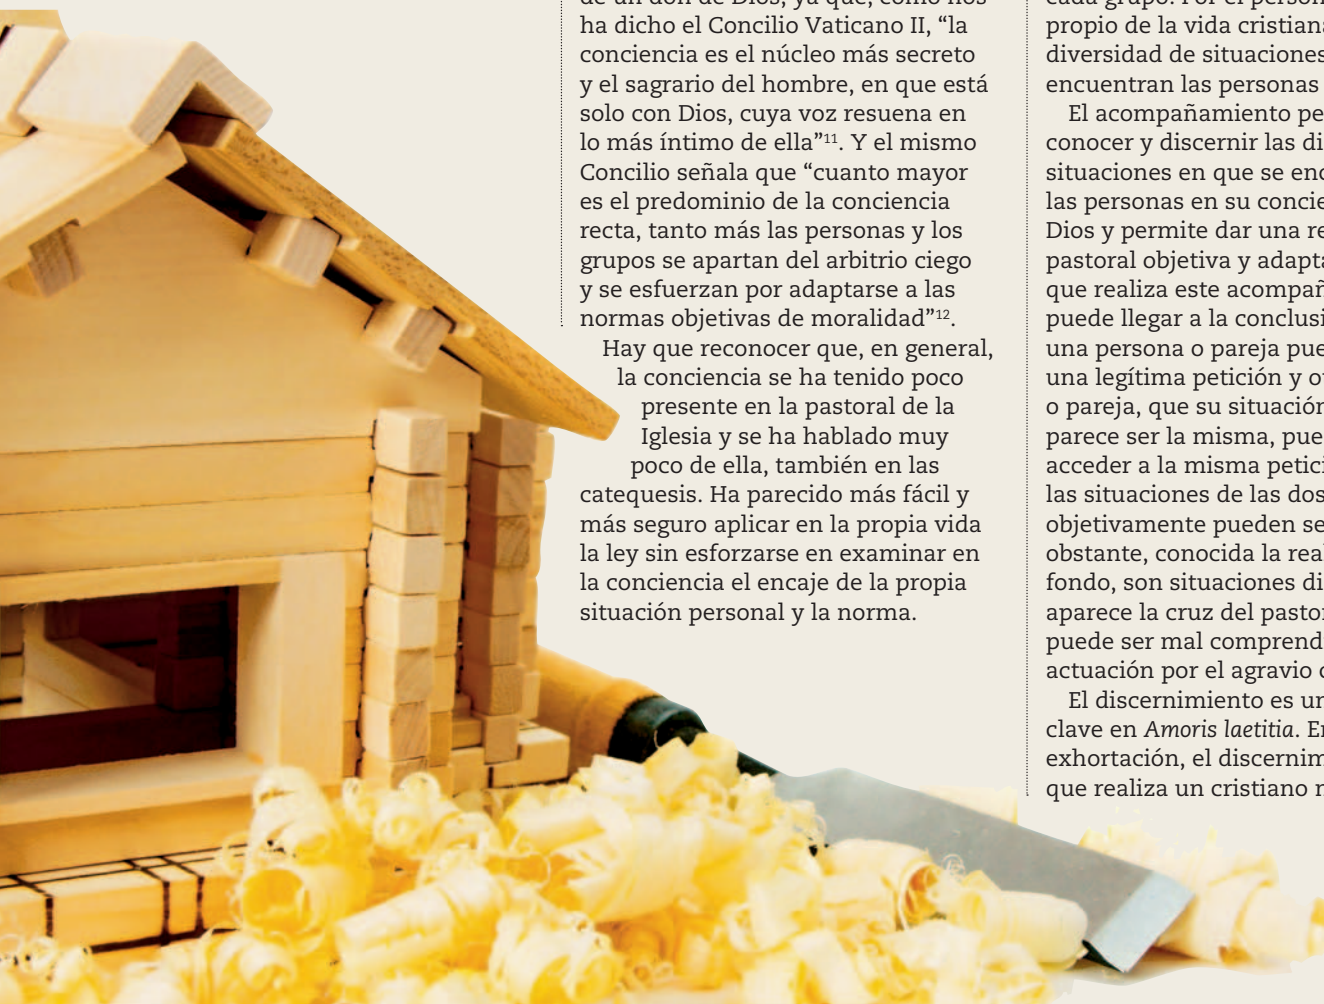 de un don de Dios, ya que, como nos
ha dicho el Concilio Vaticano II, “la
conciencia es el núcleo más secreto
y el sagrario del hombre, en que está
solo con Dios, cuya voz resuena en
lo más íntimo de ella”¹¹. Y el mismo
Concilio señala que “cuanto mayor
es el predominio de la conciencia
recta, tanto más las personas y los
grupos se apartan del arbitrio ciego
y se esfuerzan por adaptarse a las
normas objetivas de moralidad”¹².
Hay que reconocer que, en general,
la conciencia se ha tenido poco
presente en la pastoral de la
Iglesia y se ha hablado muy
poco de ella, también en las
catequesis. Ha parecido más fácil y
más seguro aplicar en la propia vida
la ley sin esforzarse en examinar en
la conciencia el encaje de la propia
situación personal y la norma.
cada grupo. Por el person
propio de la vida cristiana
diversidad de situaciones
encuentran las personas
El acompañamiento pe
conocer y discernir las di
situaciones en que se enc
las personas en su concie
Dios y permite dar una re
pastoral objetiva y adapta
que realiza este acompañ
puede llegar a la conclusi
una persona o pareja pue
una legítima petición y o
o pareja, que su situación
parece ser la misma, pue
acceder a la misma petici
las situaciones de las dos
objetivamente pueden se
obstante, conocida la real
fondo, son situaciones di
aparece la cruz del pastor
puede ser mal comprend
actuación por el agravio c
El discernimiento es un
clave en Amoris laetitia. En
exhortación, el discernim
que realiza un cristiano n